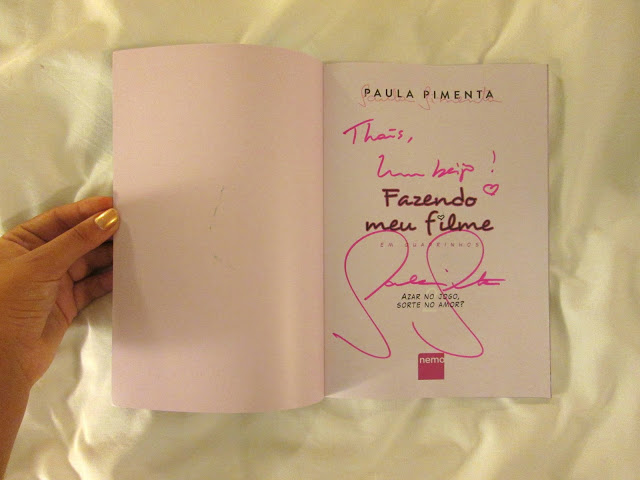 PAULA PIMENTA
Thaís,
Um beijo!
Fazendo
meu filme
EM QUADRINHOS
AZAR NO JOGO,
SORTE NO AMOR?
nemo